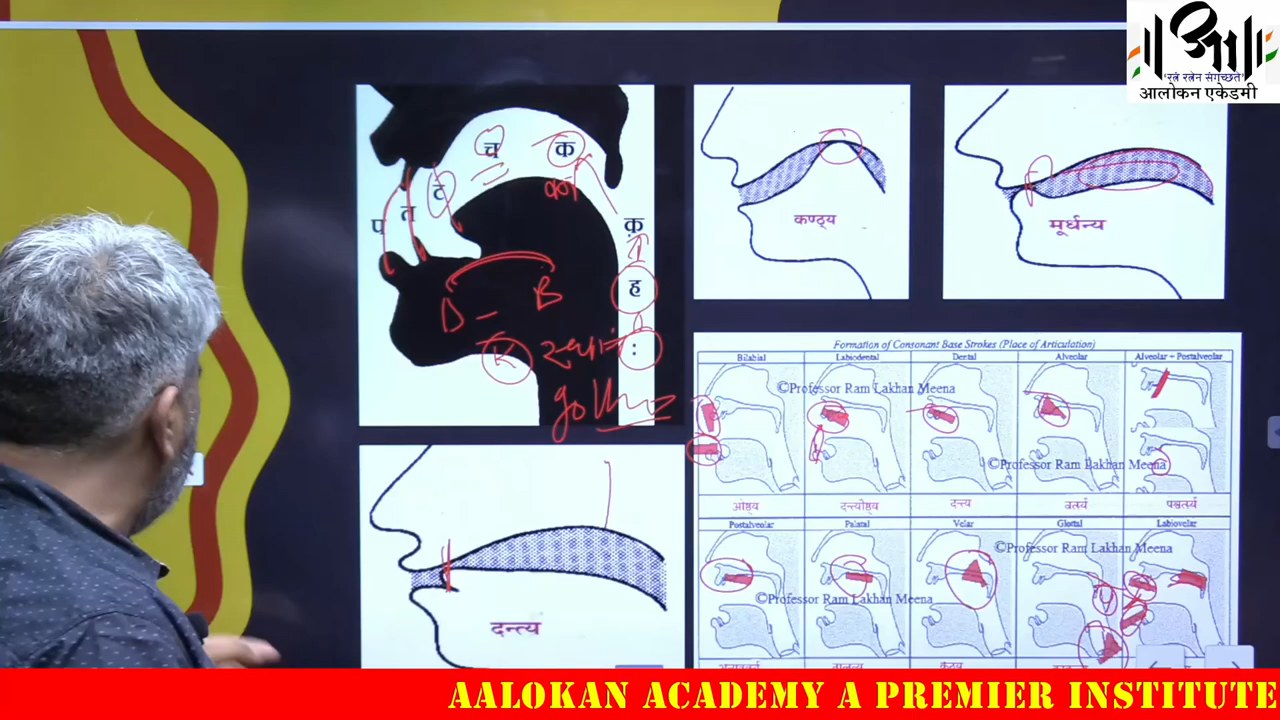 'रत्नं रत्नेन संगच्छते'
आलोकन एकेडमी
च
क
ट
त
प
क़
ह
:
D - B
K
कण्ठ्य
मूर्धन्य
दन्त्य
Formation of Consonant Base Strokes (Place of Articulation)
Bilabial Labiodental Dental Alveolar Alveolar + Postalveolar
©Professor Ram Lakhan Meena
©Professor Ram Lakhan Meena
ओष्ठ्य दन्त्योष्ठ्य दन्त्य वर्त्स्य पश्चवर्त्स्य
Postalveolar Palatal Velar Glottal Labiovelar
©Professor Ram Lakhan Meena
©Professor Ram Lakhan Meena
AALOKAN ACADEMY A PREMIER INSTITUTE